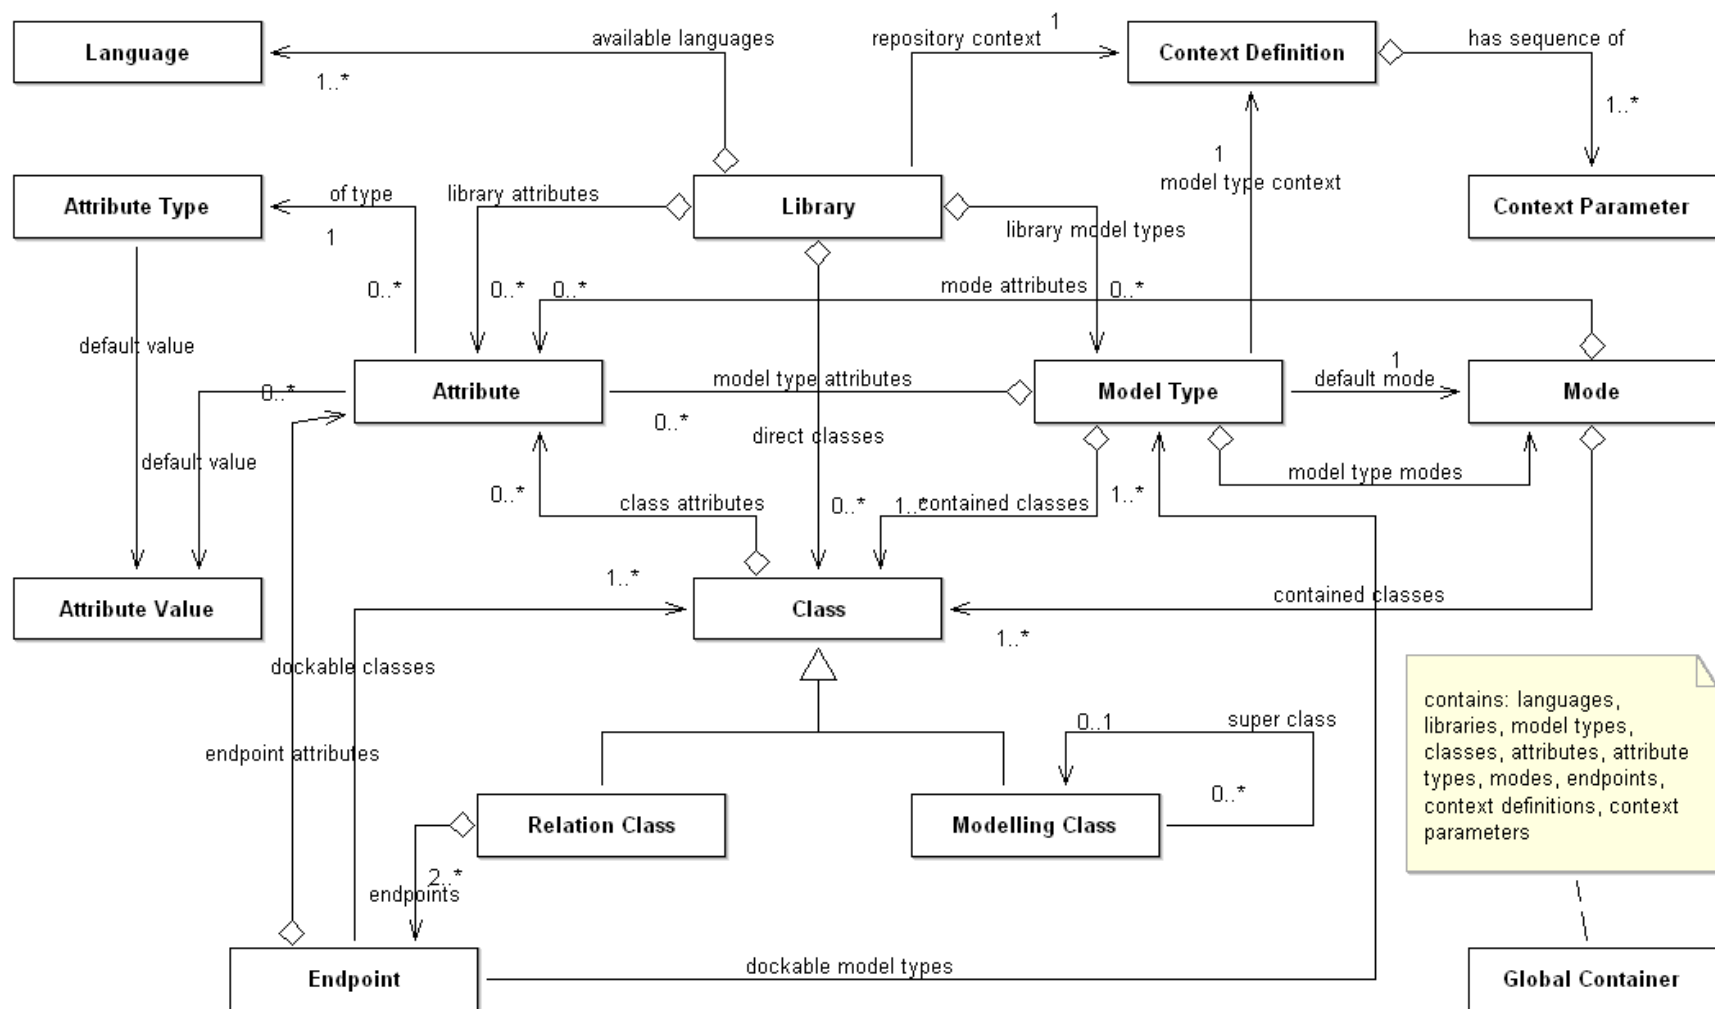 available languages
repository context
1
has sequence of
Language
Context Definition
1..*
1..*
1
model type context
of type
library attributes
Attribute Type
Library
Context Parameter
library model types
1
0..*
0..*
0..*
mode attributes
0..*
default value
1
Attribute
model type attributes
Model Type
default mode
Mode
0..*
0..*
direct classes
default value
model type modes
0..*
class attributes
0..*
1..*
contained classes
1..*
1..*
Attribute Value
Class
contained classes
1..*
dockable classes
endpoint attributes
0..1
super class
0..*
Relation Class
Modelling Class
2..*
endpoints
contains: languages,
libraries, model types,
classes, attributes, attribute
types, modes, endpoints,
context definitions, context
parameters
Endpoint
dockable model types
Global Container